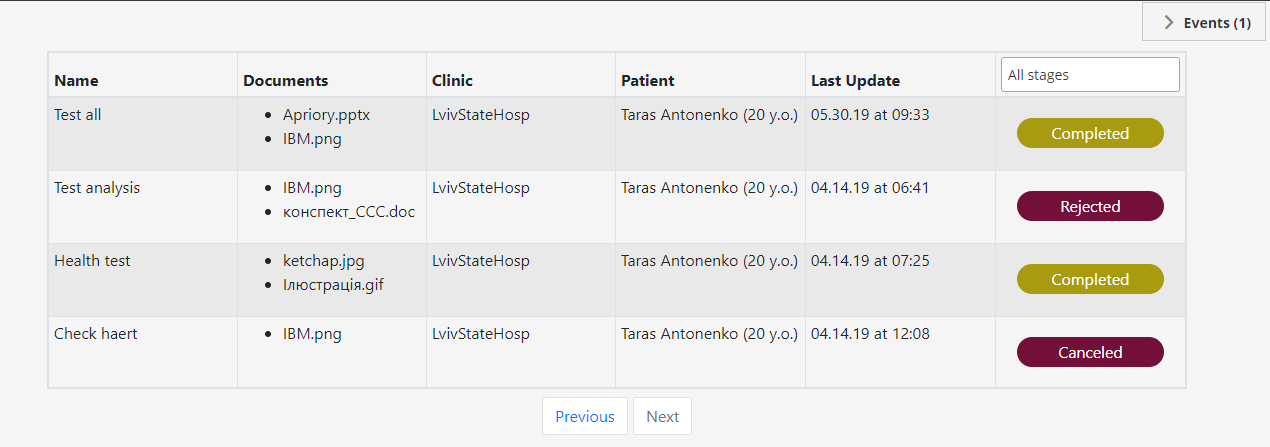 Events (1)
Name Documents Clinic Patient Last Update All stages
Test all Apriory.pptx LvivStateHosp Taras Antonenko (20 y.o.) 05.30.19 at 09:33
IBM.png Completed
Test analysis IBM.png LvivStateHosp Taras Antonenko (20 y.o.) 04.14.19 at 06:41
конспект_ССС.doc Rejected
Health test ketchap.jpg LvivStateHosp Taras Antonenko (20 y.o.) 04.14.19 at 07:25
Ілюстрація.gif Completed
Check haert IBM.png LvivStateHosp Taras Antonenko (20 y.o.) 04.14.19 at 12:08
Canceled
Previous Next